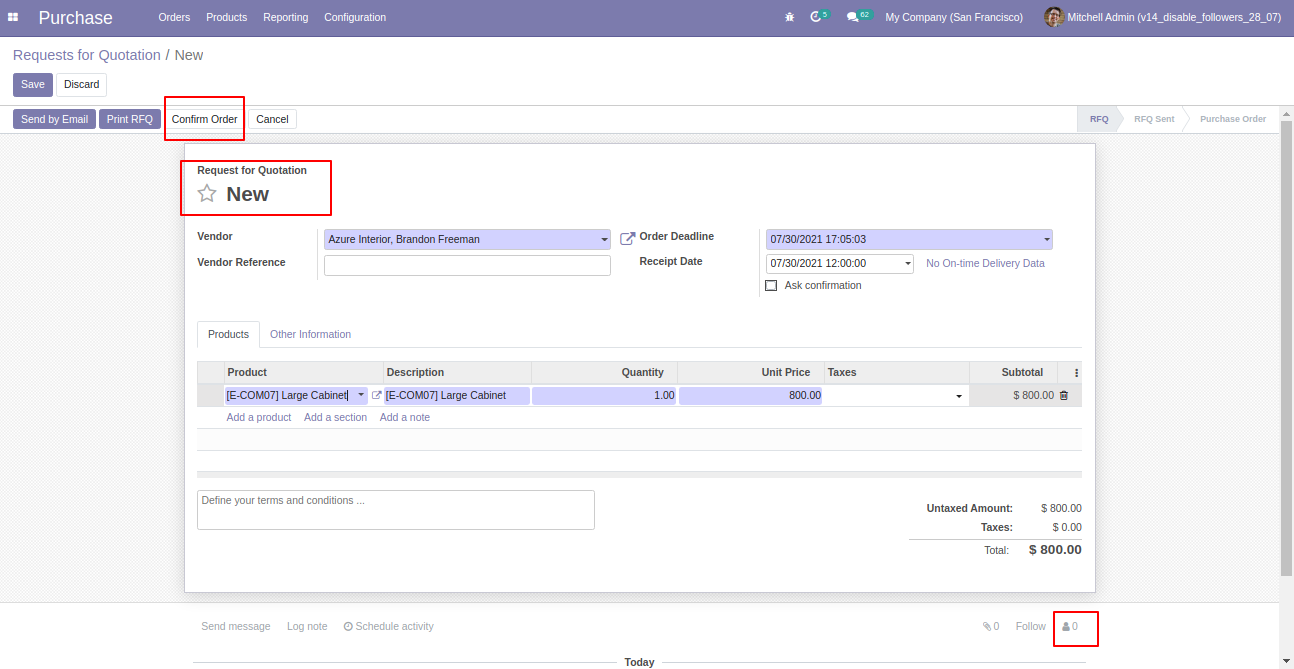 Purchase Orders Products Reporting Configuration 5 62 My Company (San Francisco) Mitchell Admin (v14_disable_followers_28_07)
Requests for Quotation / New
Save Discard
Send by Email Print RFQ Confirm Order Cancel RFQ RFQ Sent Purchase Order
Request for Quotation
New
Vendor Azure Interior, Brandon Freeman Order Deadline 07/30/2021 17:05:03
Vendor Reference Receipt Date 07/30/2021 12:00:00 No On-time Delivery Data
Ask confirmation
Products Other Information
Product Description Quantity Unit Price Taxes Subtotal
[E-COM07] Large Cabinet [E-COM07] Large Cabinet 1.00 800.00 $ 800.00
Add a product Add a section Add a note
Define your terms and conditions ...
Untaxed Amount: $ 800.00
Taxes: $ 0.00
Total: $ 800.00
Send message Log note Schedule activity 0 Follow 0
Today